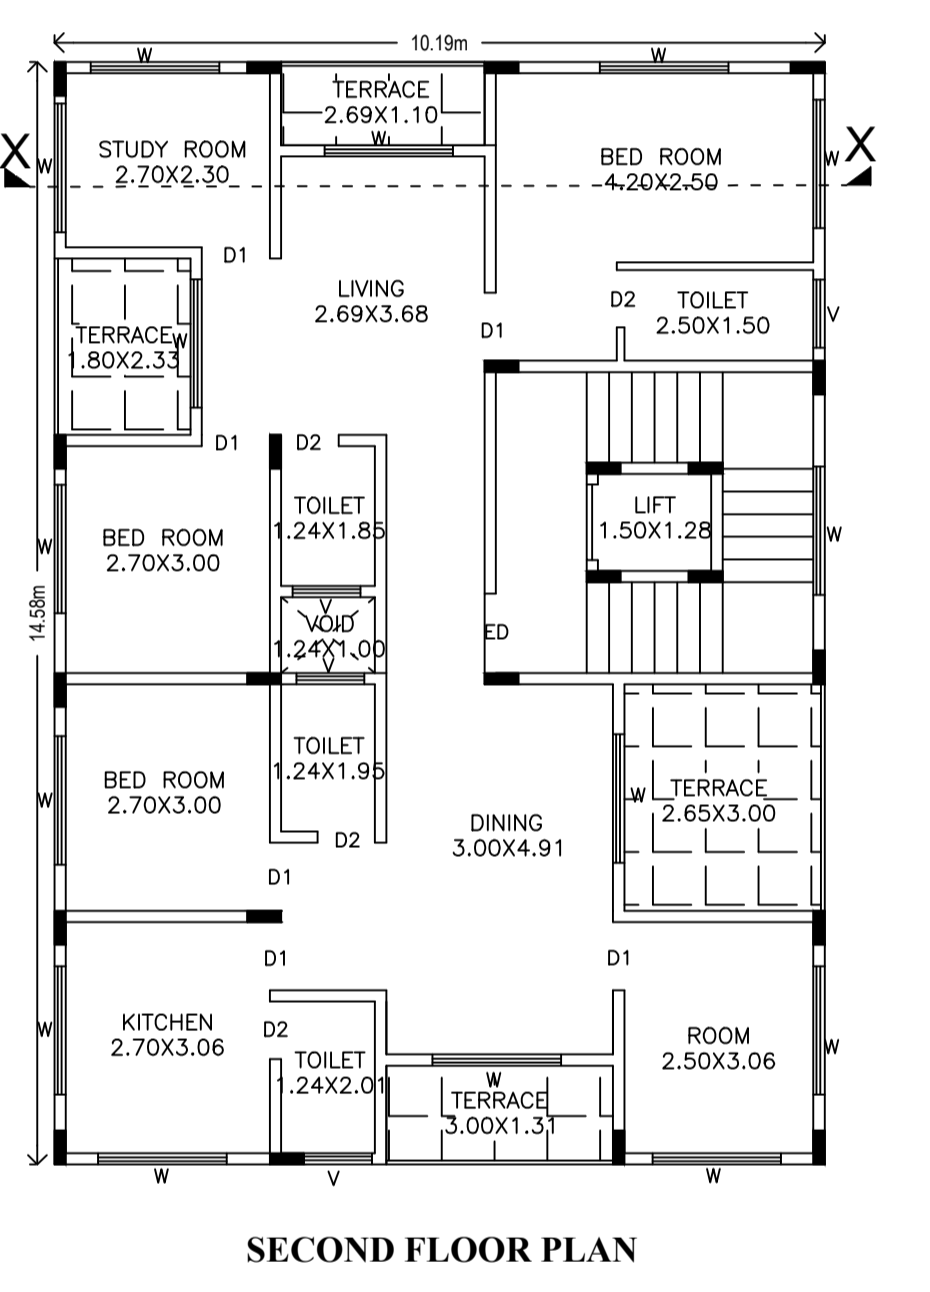 10.19m
W
W
TERRACE
2.69X1.10
W
X
X
STUDY ROOM
2.70X2.30
W
BED ROOM
4.20X2.50
W
D1
LIVING
2.69X3.68
D2
TOILET
2.50X1.50
V
D1
TERRACE
W
1.80X2.33
D1
D2
TOILET
1.24X1.85
LIFT
1.50X1.28
W
W
BED ROOM
2.70X3.00
14.58m
V
VOID
1.24X1.00
V
ED
TOILET
1.24X1.95
BED ROOM
2.70X3.00
W
TERRACE
W
2.65X3.00
DINING
3.00X4.91
D2
D1
D1
D1
KITCHEN
2.70X3.06
W
D2
TOILET
1.24X2.01
ROOM
2.50X3.06
W
W
TERRACE
3.00X1.31
W
V
W
SECOND FLOOR PLAN